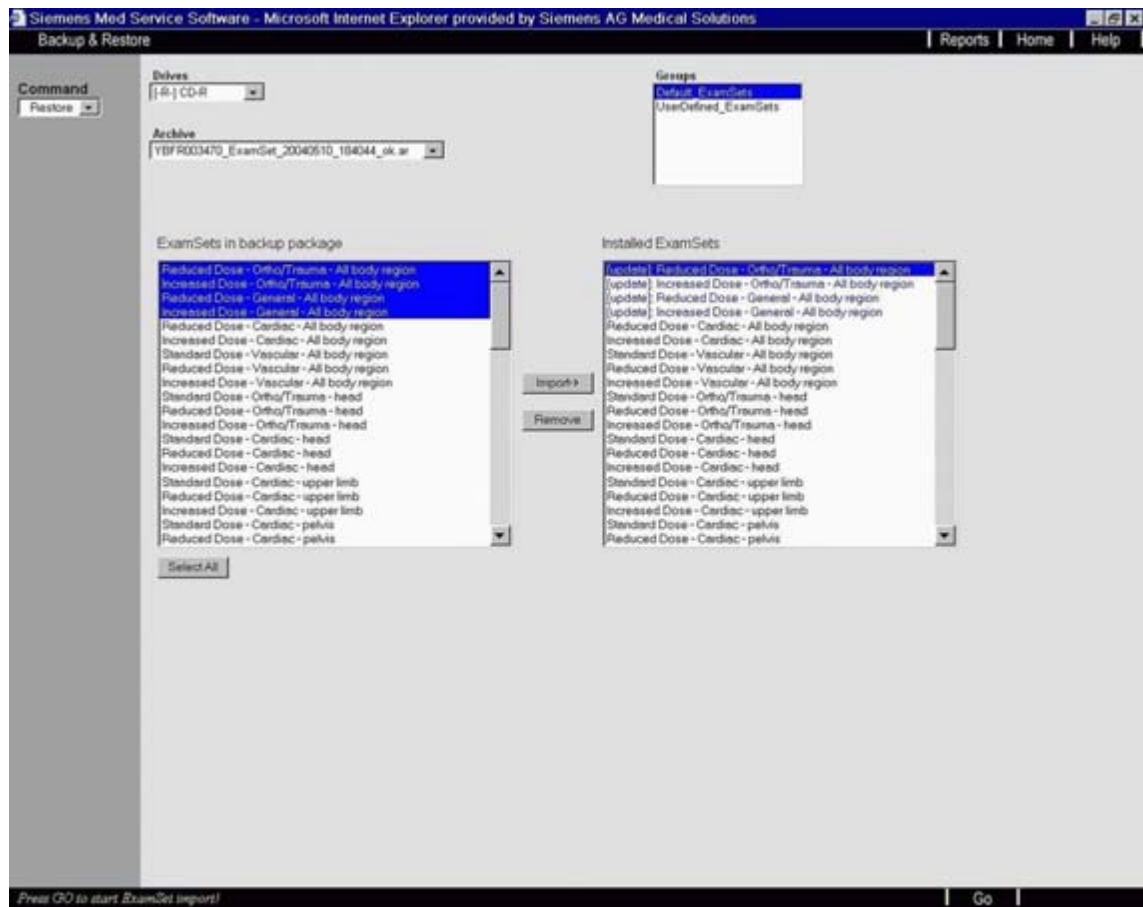 Siemens Med Service Software - Microsoft Internet Explorer provided by Siemens AG Medical Solutions
Backup & Restore
Reports
Home
Help
Command
Restore
Drives
[-R-] CD-R
Archive
YBFR003470_ExamSet_20040510_184044_ok.ar
Groups
Default_ExamSets
UserDefined_ExamSets
ExamSets in backup package
Reduced Dose - Ortho/Trauma - All body region
Increased Dose - Ortho/Trauma - All body region
Reduced Dose - General - All body region
Increased Dose - General - All body region
Reduced Dose - Cardiac - All body region
Increased Dose - Cardiac - All body region
Standard Dose - Vascular - All body region
Reduced Dose - Vascular - All body region
Increased Dose - Vascular - All body region
Standard Dose - Ortho/Trauma - head
Reduced Dose - Ortho/Trauma - head
Increased Dose - Ortho/Trauma - head
Standard Dose - Cardiac - head
Reduced Dose - Cardiac - head
Increased Dose - Cardiac - head
Standard Dose - Cardiac - upper limb
Reduced Dose - Cardiac - upper limb
Increased Dose - Cardiac - upper limb
Standard Dose - Cardiac - pelvis
Reduced Dose - Cardiac - pelvis
Select All
Import->
Remove
Installed ExamSets
[update]: Reduced Dose - Ortho/Trauma - All body region
[update]: Increased Dose - Ortho/Trauma - All body region
[update]: Reduced Dose - General - All body region
[update]: Increased Dose - General - All body region
Reduced Dose - Cardiac - All body region
Increased Dose - Cardiac - All body region
Standard Dose - Vascular - All body region
Reduced Dose - Vascular - All body region
Increased Dose - Vascular - All body region
Standard Dose - Ortho/Trauma - head
Reduced Dose - Ortho/Trauma - head
Increased Dose - Ortho/Trauma - head
Standard Dose - Cardiac - head
Reduced Dose - Cardiac - head
Increased Dose - Cardiac - head
Standard Dose - Cardiac - upper limb
Reduced Dose - Cardiac - upper limb
Increased Dose - Cardiac - upper limb
Standard Dose - Cardiac - pelvis
Reduced Dose - Cardiac - pelvis
Press GO to start ExamSet import!
Go